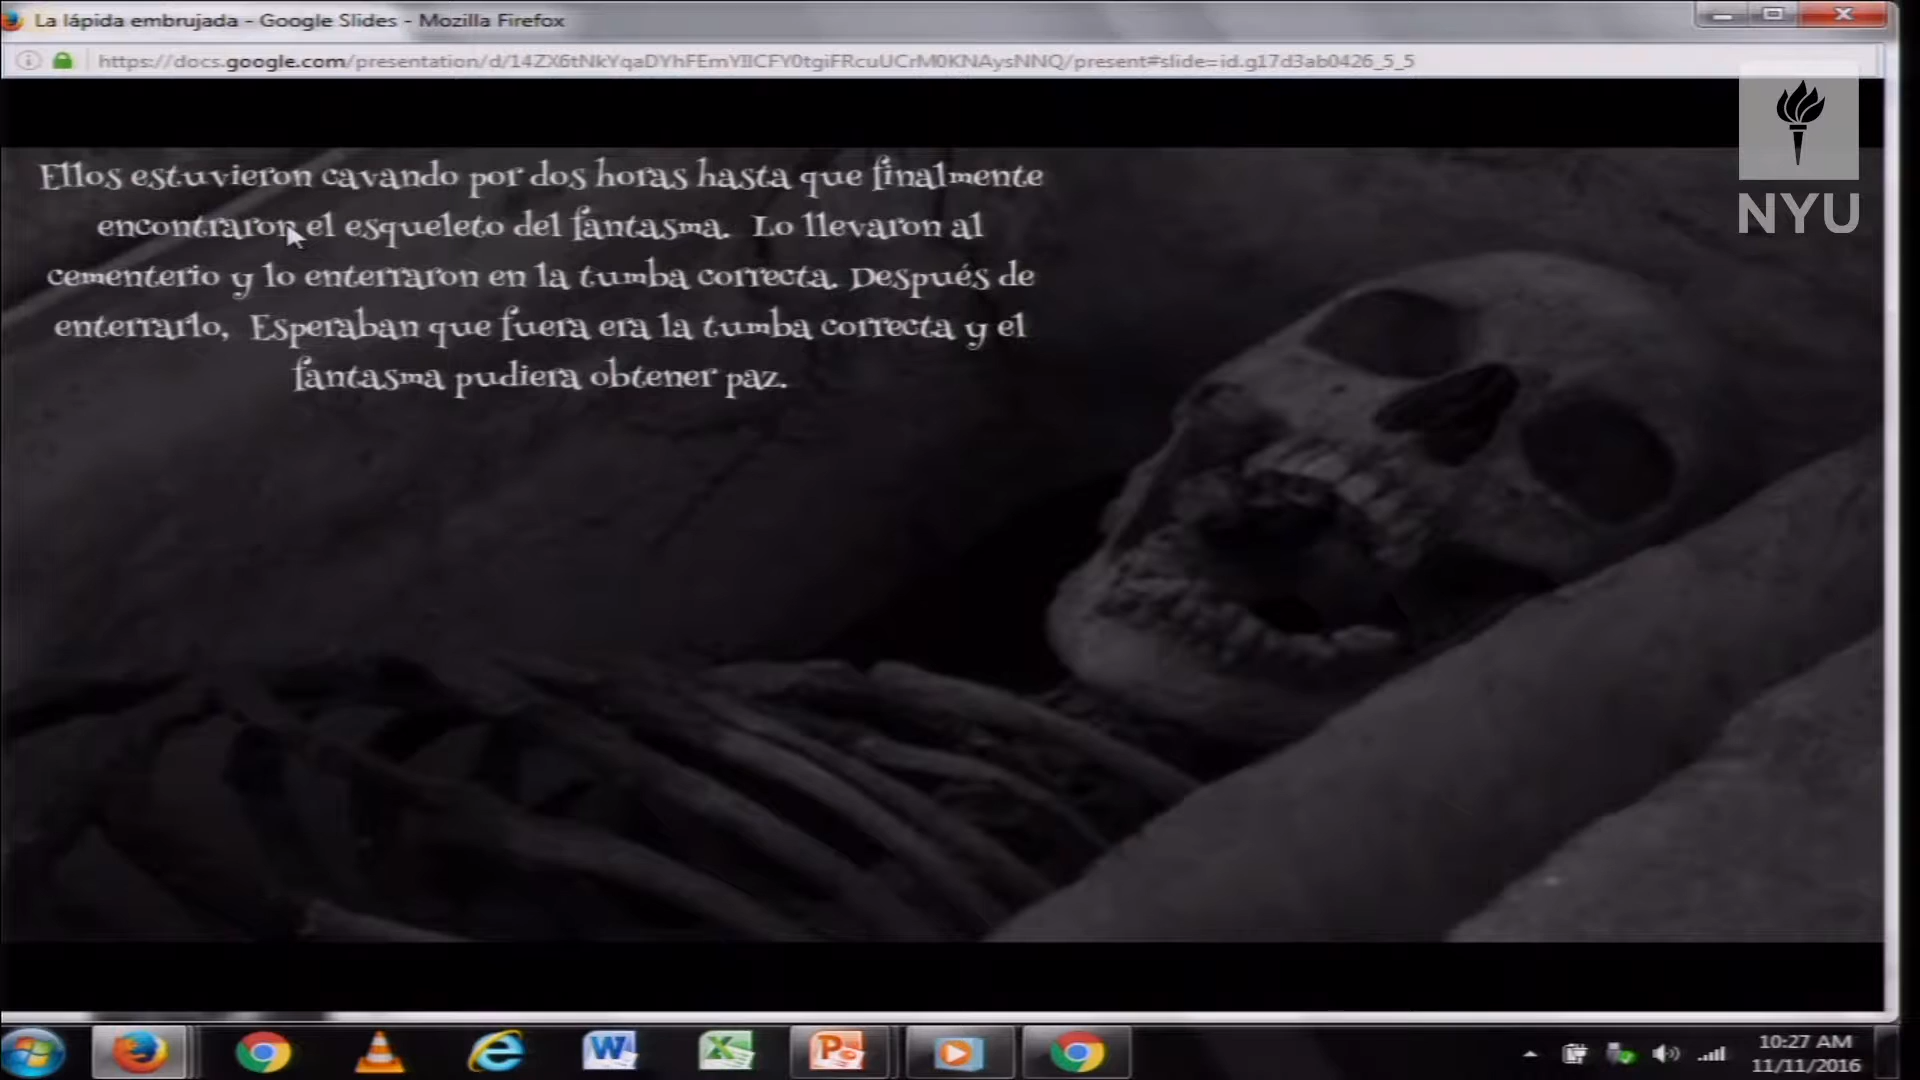 La lápida embrujada - Google Slides - Mozilla Firefox
https://docs.google.com/presentation/d/14ZX6tNkYqaDYhFEmYIICFY0tgiFRcuUCrM0KNAysNNQ/present#slide=id.g17d3ab0426_5_5
NYU
Ellos estuvieron cavando por dos horas hasta que finalmente
encontraron el esqueleto del fantasma. Lo llevaron al
cementerio y lo enterraron en la tumba correcta. Después de
enterrarlo, Esperaban que fuera era la tumba correcta y el
fantasma pudiera obtener paz.
10:27 AM
11/11/2016